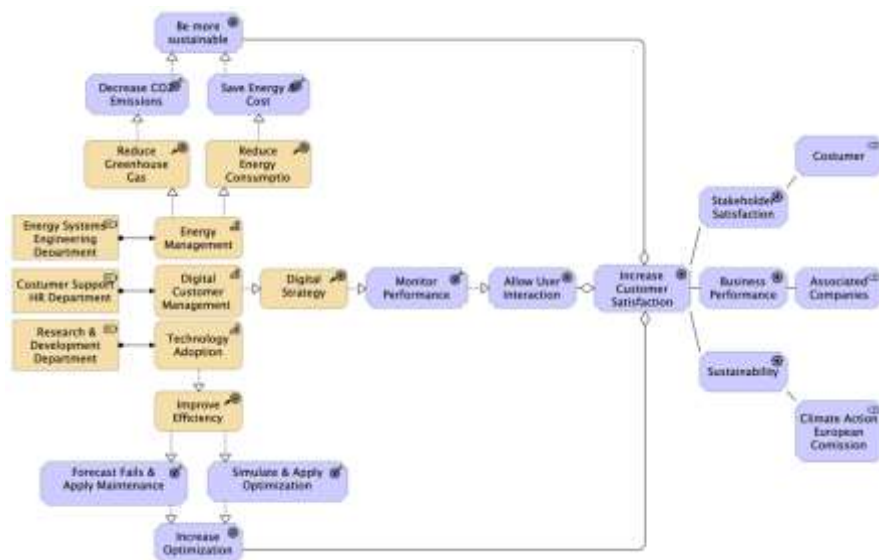 Be more
sustainable
Decrease CO2
Emissions
Save Energy
Cost
Reduce
Greenhouse
Gas
Reduce
Energy
Consumptio
Energy Systems
Engineering
Department
Energy
Management
Costumer Support
HR Department
Digital
Customer
Management
Digital
Strategy
Monitor
Performance
Allow User
Interaction
Increase
Customer
Satisfaction
Stakeholder
Satisfaction
Costumer
Business
Performance
Associated
Companies
Sustainability
Climate Action
European
Comission
Research &
Development
Department
Technology
Adoption
Improve
Efficiency
Forecast Fails &
Apply Maintenance
Simulate & Apply
Optimization
Increase
Optimization